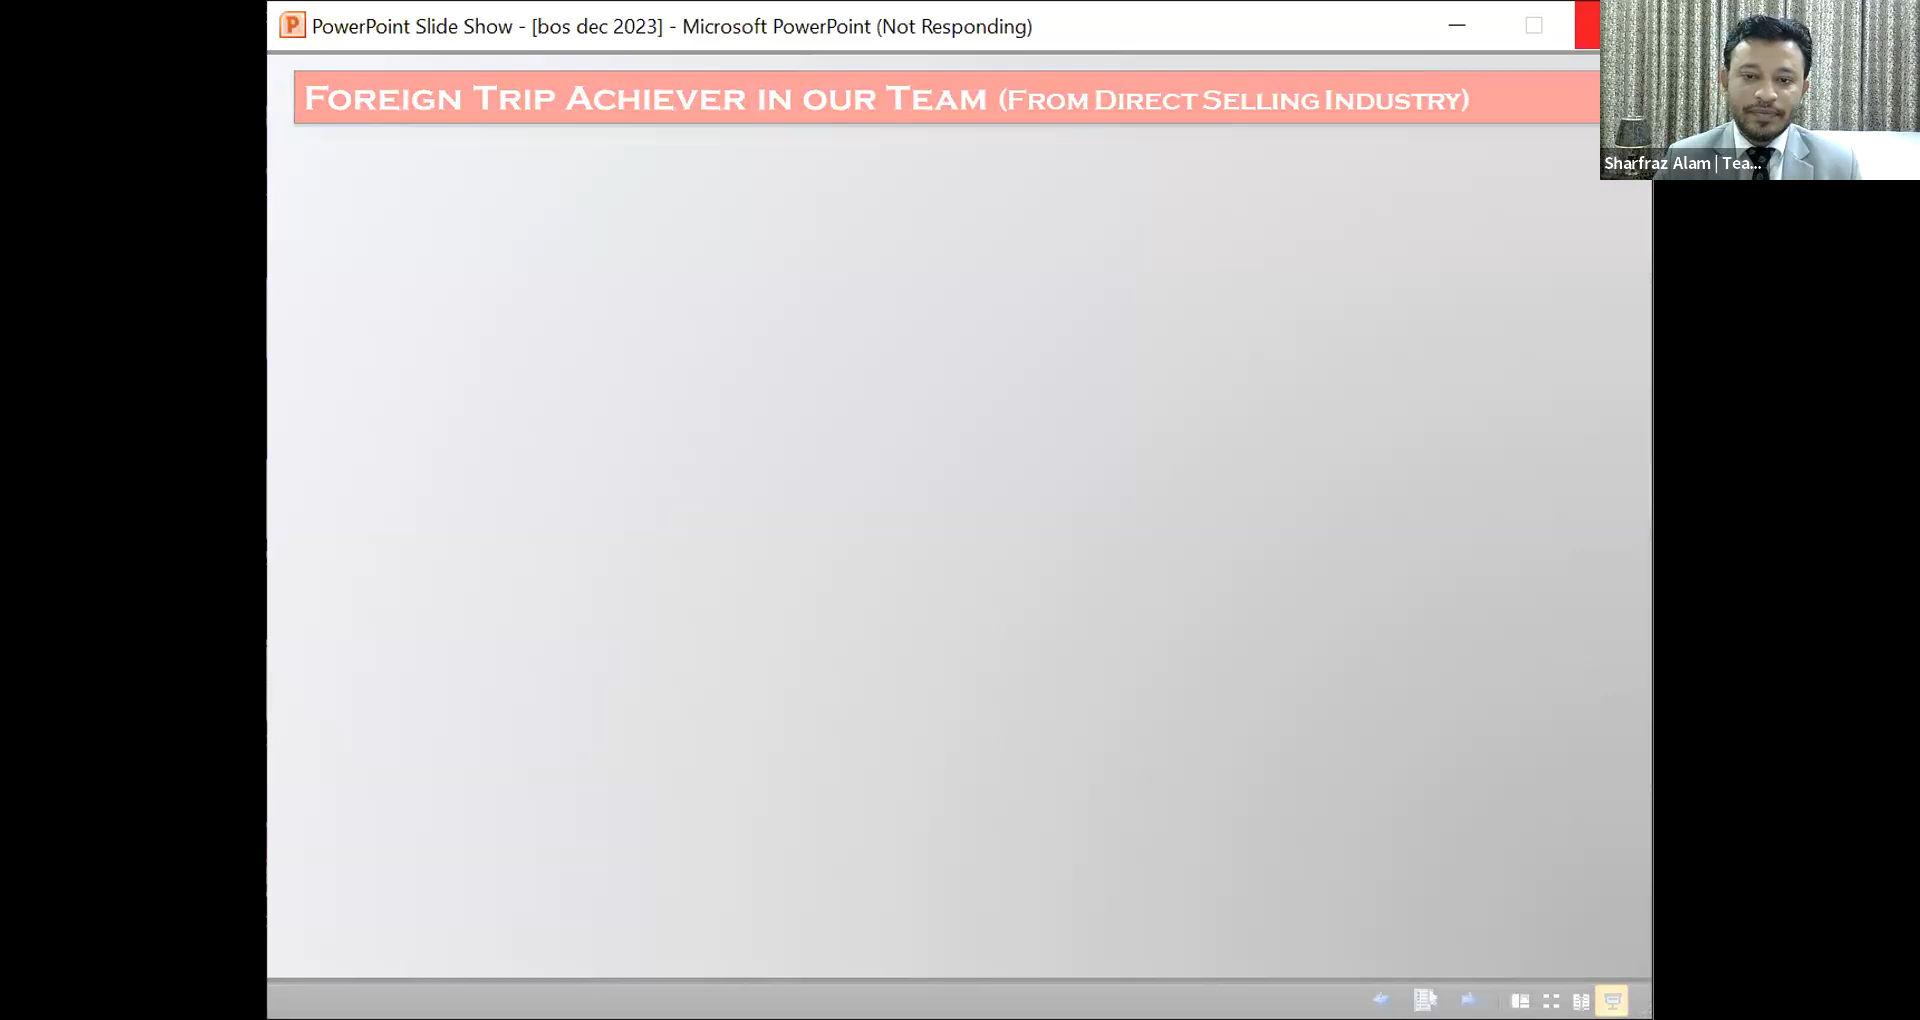 PowerPoint Slide Show - [bos dec 2023] - Microsoft PowerPoint (Not Responding)
Foreign Trip Achiever in our Team (From Direct Selling Industry)
Sharfraz Alam | Tea...